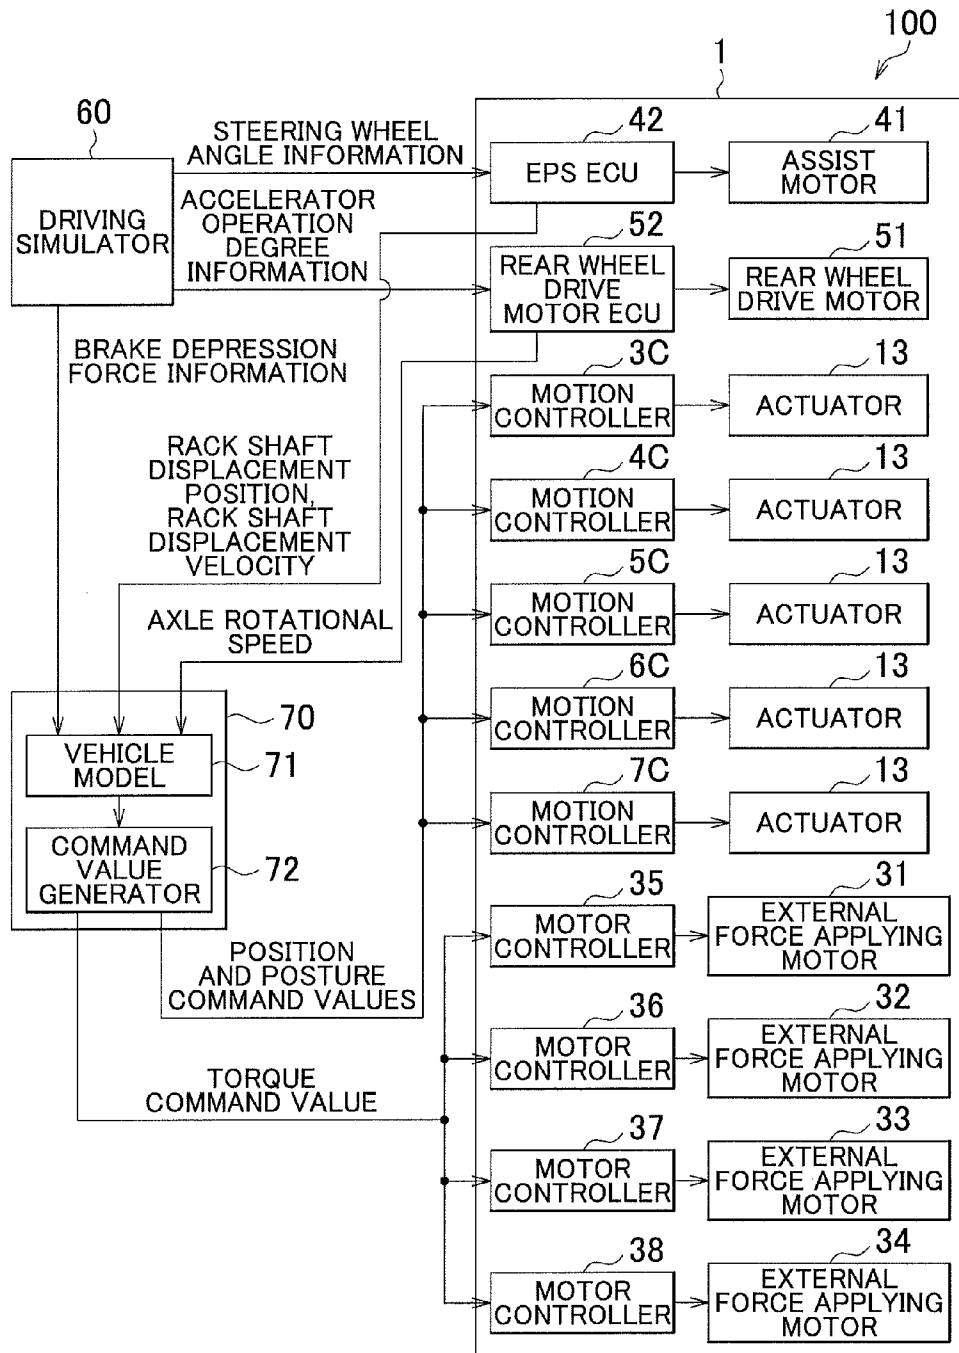 100
1
60
DRIVING
SIMULATOR
STEERING WHEEL
ANGLE INFORMATION
ACCELERATOR
OPERATION
DEGREE
INFORMATION
BRAKE DEPRESSION
FORCE INFORMATION
42
EPS ECU
41
ASSIST
MOTOR
52
REAR WHEEL
DRIVE
MOTOR ECU
51
REAR WHEEL
DRIVE MOTOR
RACK SHAFT
DISPLACEMENT
POSITION,
RACK SHAFT
DISPLACEMENT
VELOCITY
AXLE ROTATIONAL
SPEED
3C
MOTION
CONTROLLER
13
ACTUATOR
4C
MOTION
CONTROLLER
13
ACTUATOR
5C
MOTION
CONTROLLER
13
ACTUATOR
6C
MOTION
CONTROLLER
13
ACTUATOR
7C
MOTION
CONTROLLER
13
ACTUATOR
70
VEHICLE
MODEL
71
COMMAND
VALUE
GENERATOR
72
POSITION
AND POSTURE
COMMAND VALUES
TORQUE
COMMAND VALUE
35
MOTOR
CONTROLLER
31
EXTERNAL
FORCE APPLYING
MOTOR
36
MOTOR
CONTROLLER
32
EXTERNAL
FORCE APPLYING
MOTOR
37
MOTOR
CONTROLLER
33
EXTERNAL
FORCE APPLYING
MOTOR
38
MOTOR
CONTROLLER
34
EXTERNAL
FORCE APPLYING
MOTOR